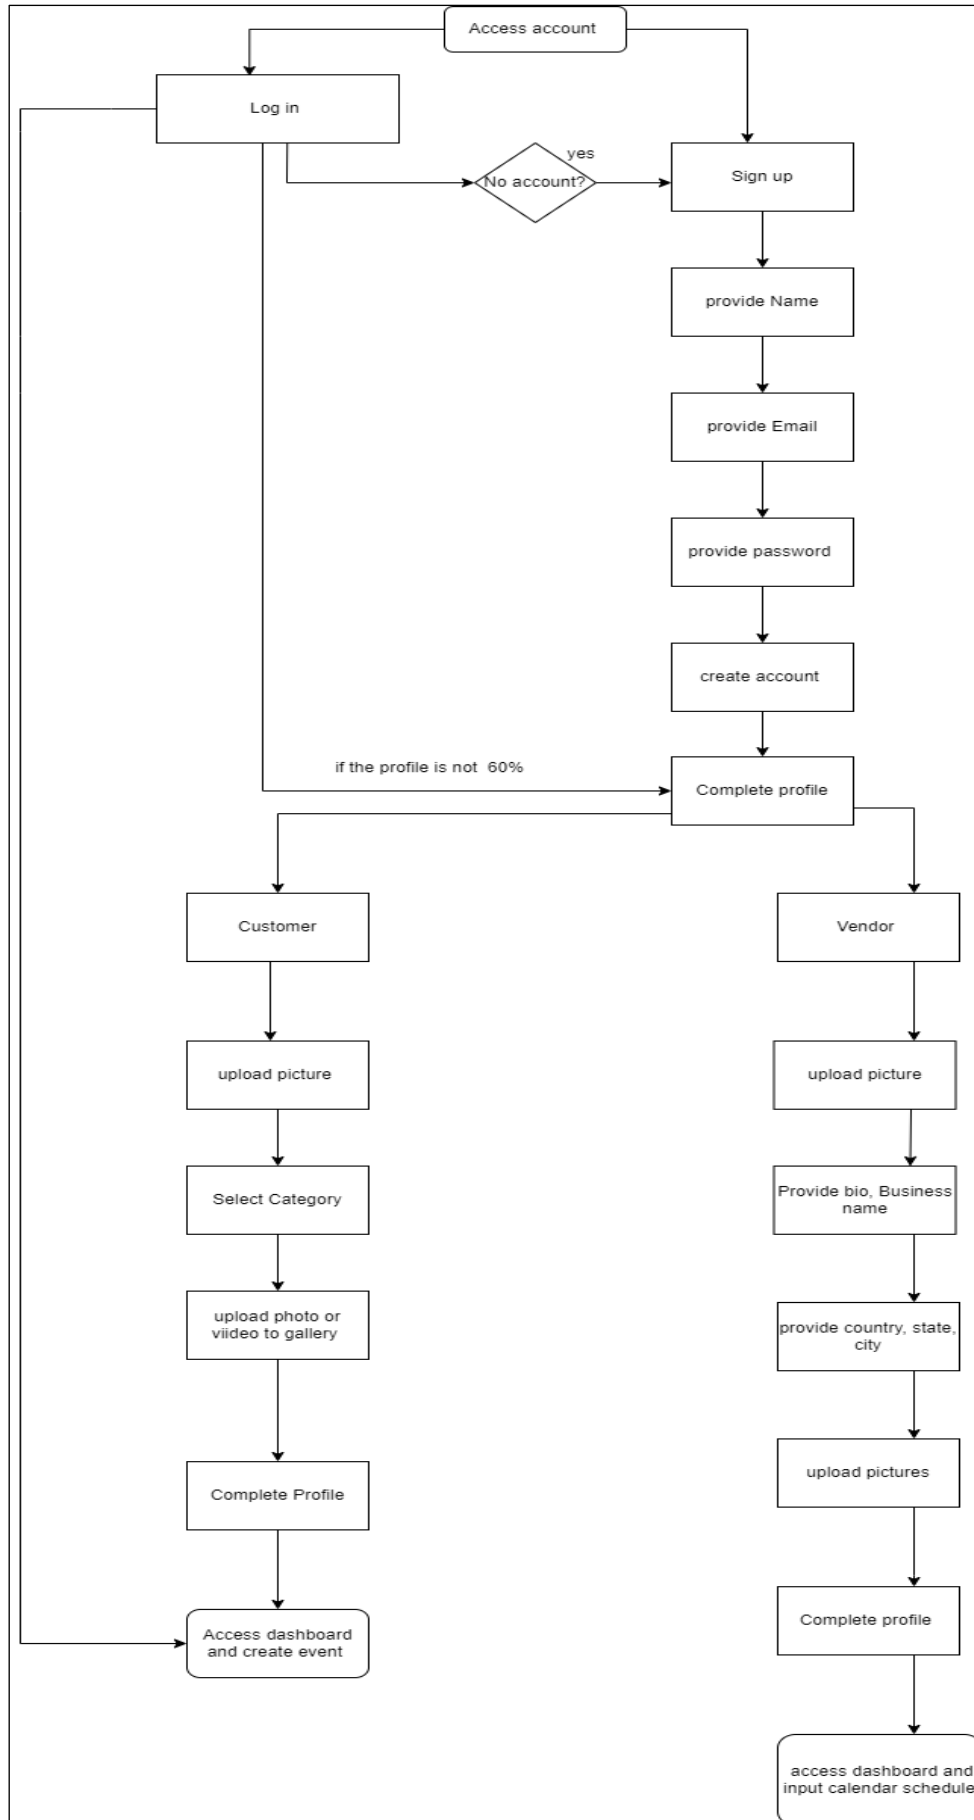 Access account
Log in
yes
No account?
Sign up
provide Name
provide Email
provide password
create account
if the profile is not  60%
Complete profile
Customer
Vendor
upload picture
upload picture
Select Category
Provide bio, Business
name
upload photo or
viideo to gallery
provide country, state,
city
upload pictures
Complete Profile
Complete profile
Access dashboard
and create event
access dashboard and
input calendar schedule